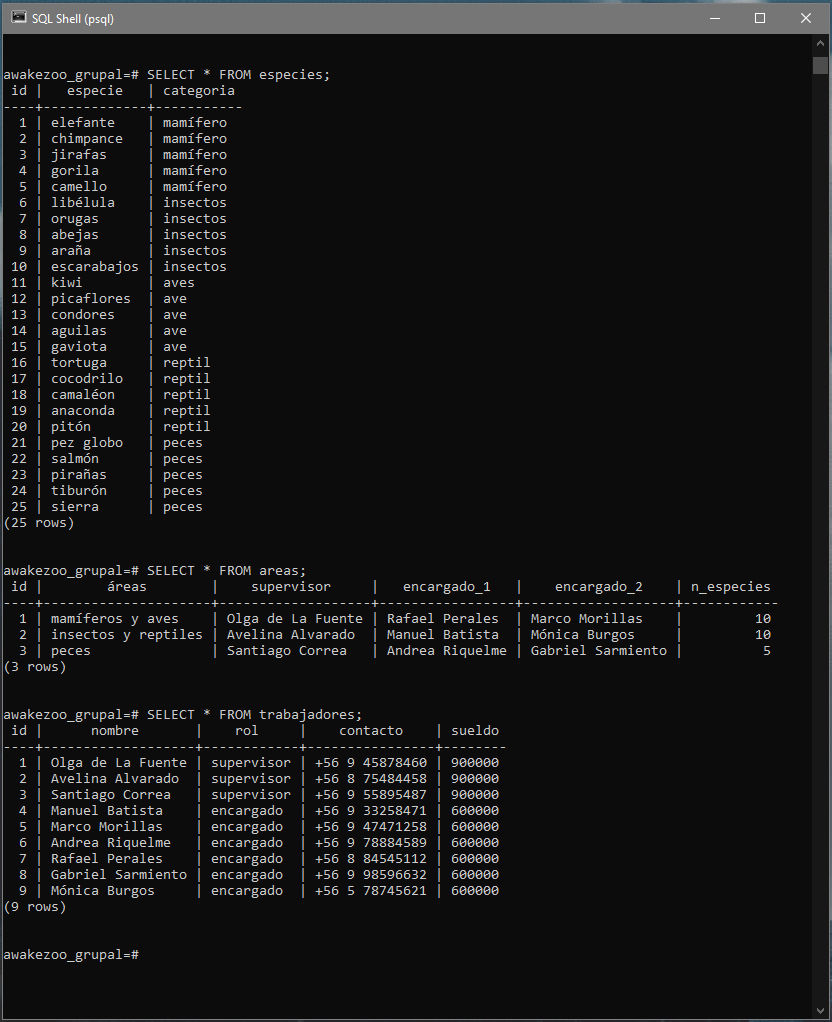 SQL Shell (psql)
awakezoo_grupal=# SELECT * FROM especies;
 id |   especie   | categoria
----+-------------+-----------
  1 | elefante    | mamífero
  2 | chimpance   | mamífero
  3 | jirafas     | mamífero
  4 | gorila      | mamífero
  5 | camello     | mamífero
  6 | libélula    | insectos
  7 | orugas      | insectos
  8 | abejas      | insectos
  9 | araña       | insectos
 10 | escarabajos | insectos
 11 | kiwi        | aves
 12 | picaflores  | ave
 13 | condores    | ave
 14 | aguilas     | ave
 15 | gaviota     | ave
 16 | tortuga     | reptil
 17 | cocodrilo   | reptil
 18 | camaléon    | reptil
 19 | anaconda    | reptil
 20 | pitón       | reptil
 21 | pez globo   | peces
 22 | salmón      | peces
 23 | pirañas     | peces
 24 | tiburón     | peces
 25 | sierra      | peces
(25 rows)
awakezoo_grupal=# SELECT * FROM areas;
 id |        áreas         |    supervisor     |   encargado_1   |    encargado_2    | n_especies
----+----------------------+-------------------+-----------------+-------------------+------------
  1 | mamíferos y aves     | Olga de La Fuente | Rafael Perales  | Marco Morillas    |         10
  2 | insectos y reptiles  | Avelina Alvarado  | Manuel Batista  | Mónica Burgos     |         10
  3 | peces                | Santiago Correa   | Andrea Riquelme | Gabriel Sarmiento |          5
(3 rows)
awakezoo_grupal=# SELECT * FROM trabajadores;
 id |      nombre       |    rol     |    contacto     | sueldo
----+-------------------+------------+-----------------+--------
  1 | Olga de La Fuente | supervisor | +56 9 45878460 | 900000
  2 | Avelina Alvarado  | supervisor | +56 8 75484458 | 900000
  3 | Santiago Correa   | supervisor | +56 9 55895487 | 900000
  4 | Manuel Batista    | encargado  | +56 9 33258471 | 600000
  5 | Marco Morillas    | encargado  | +56 9 47471258 | 600000
  6 | Andrea Riquelme   | encargado  | +56 9 78884589 | 600000
  7 | Rafael Perales    | encargado  | +56 8 84545112 | 600000
  8 | Gabriel Sarmiento | encargado  | +56 9 98596632 | 600000
  9 | Mónica Burgos     | encargado  | +56 5 78745621 | 600000
(9 rows)
awakezoo_grupal=#